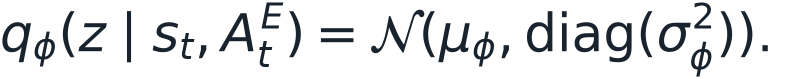 q_ϕ(z | s_t, A_t^E) = 𝒩(μ_ϕ, diag(σ_ϕ^2)).